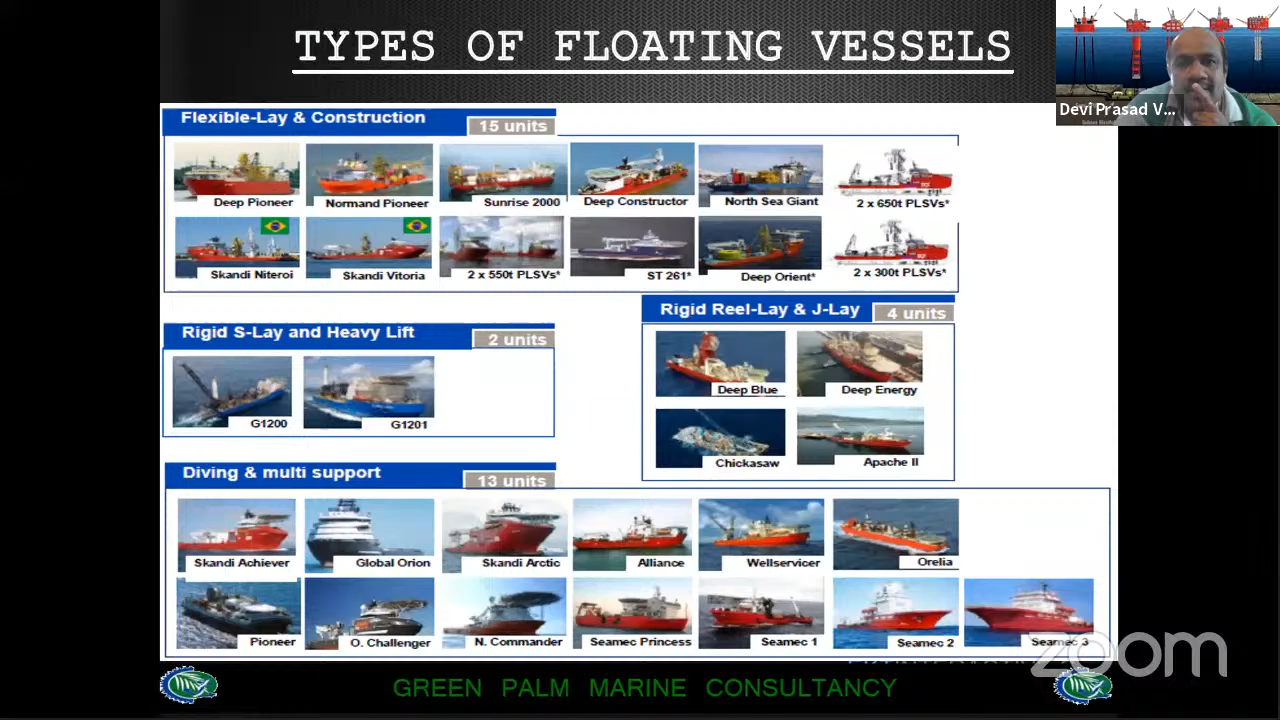 TYPES OF FLOATING VESSELS
Devi Prasad V...
Flexible-Lay & Construction
15 units
Deep Pioneer
Normand Pioneer
Sunrise 2000
Deep Constructor
North Sea Giant
2 x 650t PLSVs*
Skandi Niteroi
Skandi Vitoria
2 x 550t PLSVs*
ST 261*
Deep Orient*
2 x 300t PLSVs*
Rigid S-Lay and Heavy Lift
2 units
G1200
G1201
Rigid Reel-Lay & J-Lay
4 units
Deep Blue
Deep Energy
Chickasaw
Apache II
Diving & multi support
13 units
Skandi Achiever
Global Orion
Skandi Arctic
Alliance
Wellservicer
Orelia
Pioneer
O. Challenger
N. Commander
Seamec Princess
Seamec 1
Seamec 2
Seamec 3
zoom
GREEN PALM MARINE CONSULTANCY